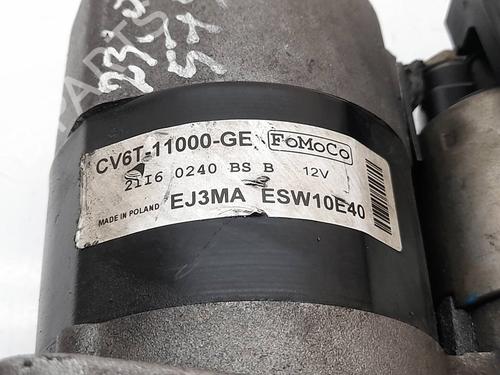 CV6T-11000-GE FoMoCo
2116 0240 BS B 12V
MADE IN POLAND EJ3MA ESW10E40